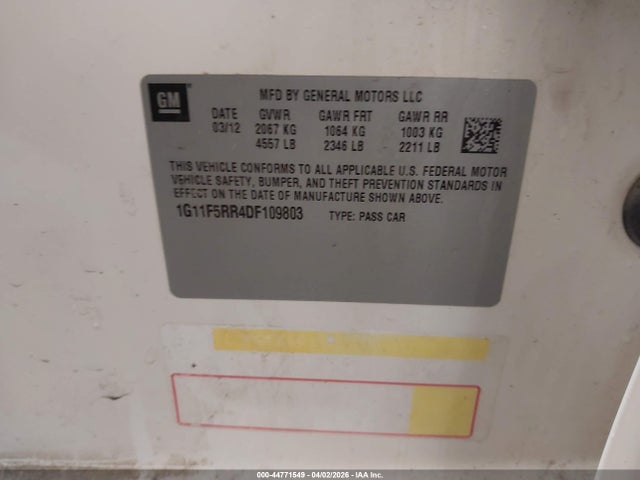 GM
MFD BY GENERAL MOTORS LLC
DATE GVWR GAWR FRT GAWR RR
03/12 2067 KG 1064 KG 1003 KG
4557 LB 2346 LB 2211 LB
THIS VEHICLE CONFORMS TO ALL APPLICABLE U.S. FEDERAL MOTOR
VEHICLE SAFETY, BUMPER, AND THEFT PREVENTION STANDARDS IN
EFFECT ON THE DATE OF MANUFACTURE SHOWN ABOVE.
1G11F5RR4DF109803 TYPE: PASS CAR
000-44771549 - 04/02/2026 - IAA Inc.